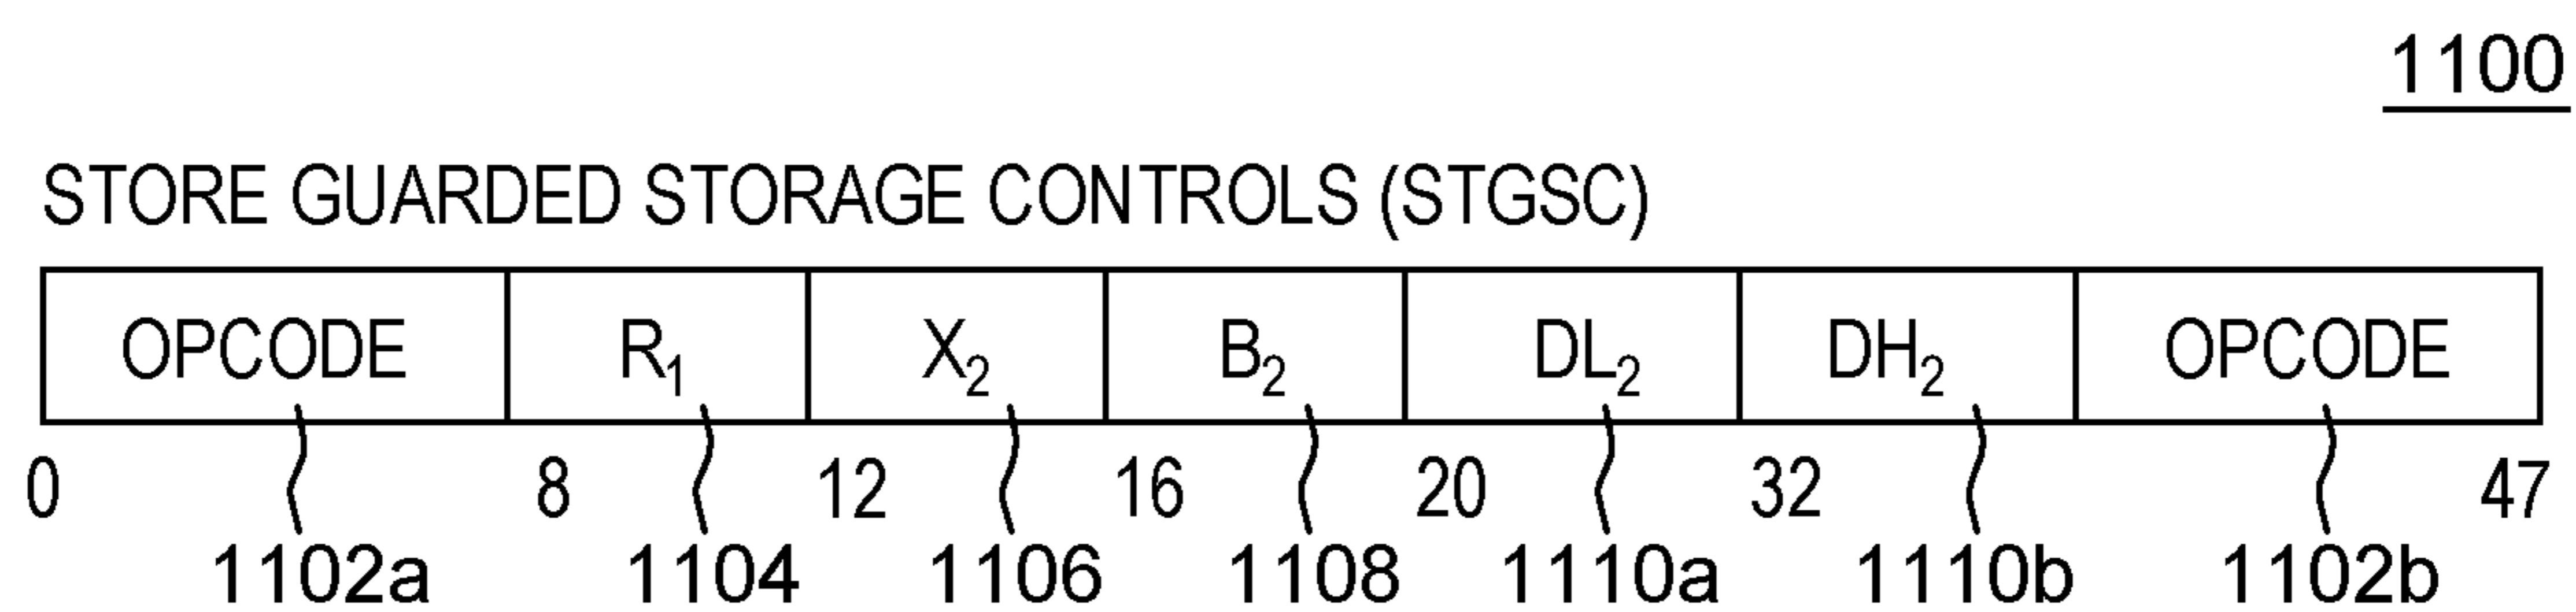 1100
STORE GUARDED STORAGE CONTROLS (STGSC)
OPCODE R₁ X₂ B₂ DL₂ DH₂ OPCODE
0 8 12 16 20 32 47
1102a 1104 1106 1108 1110a 1110b 1102b